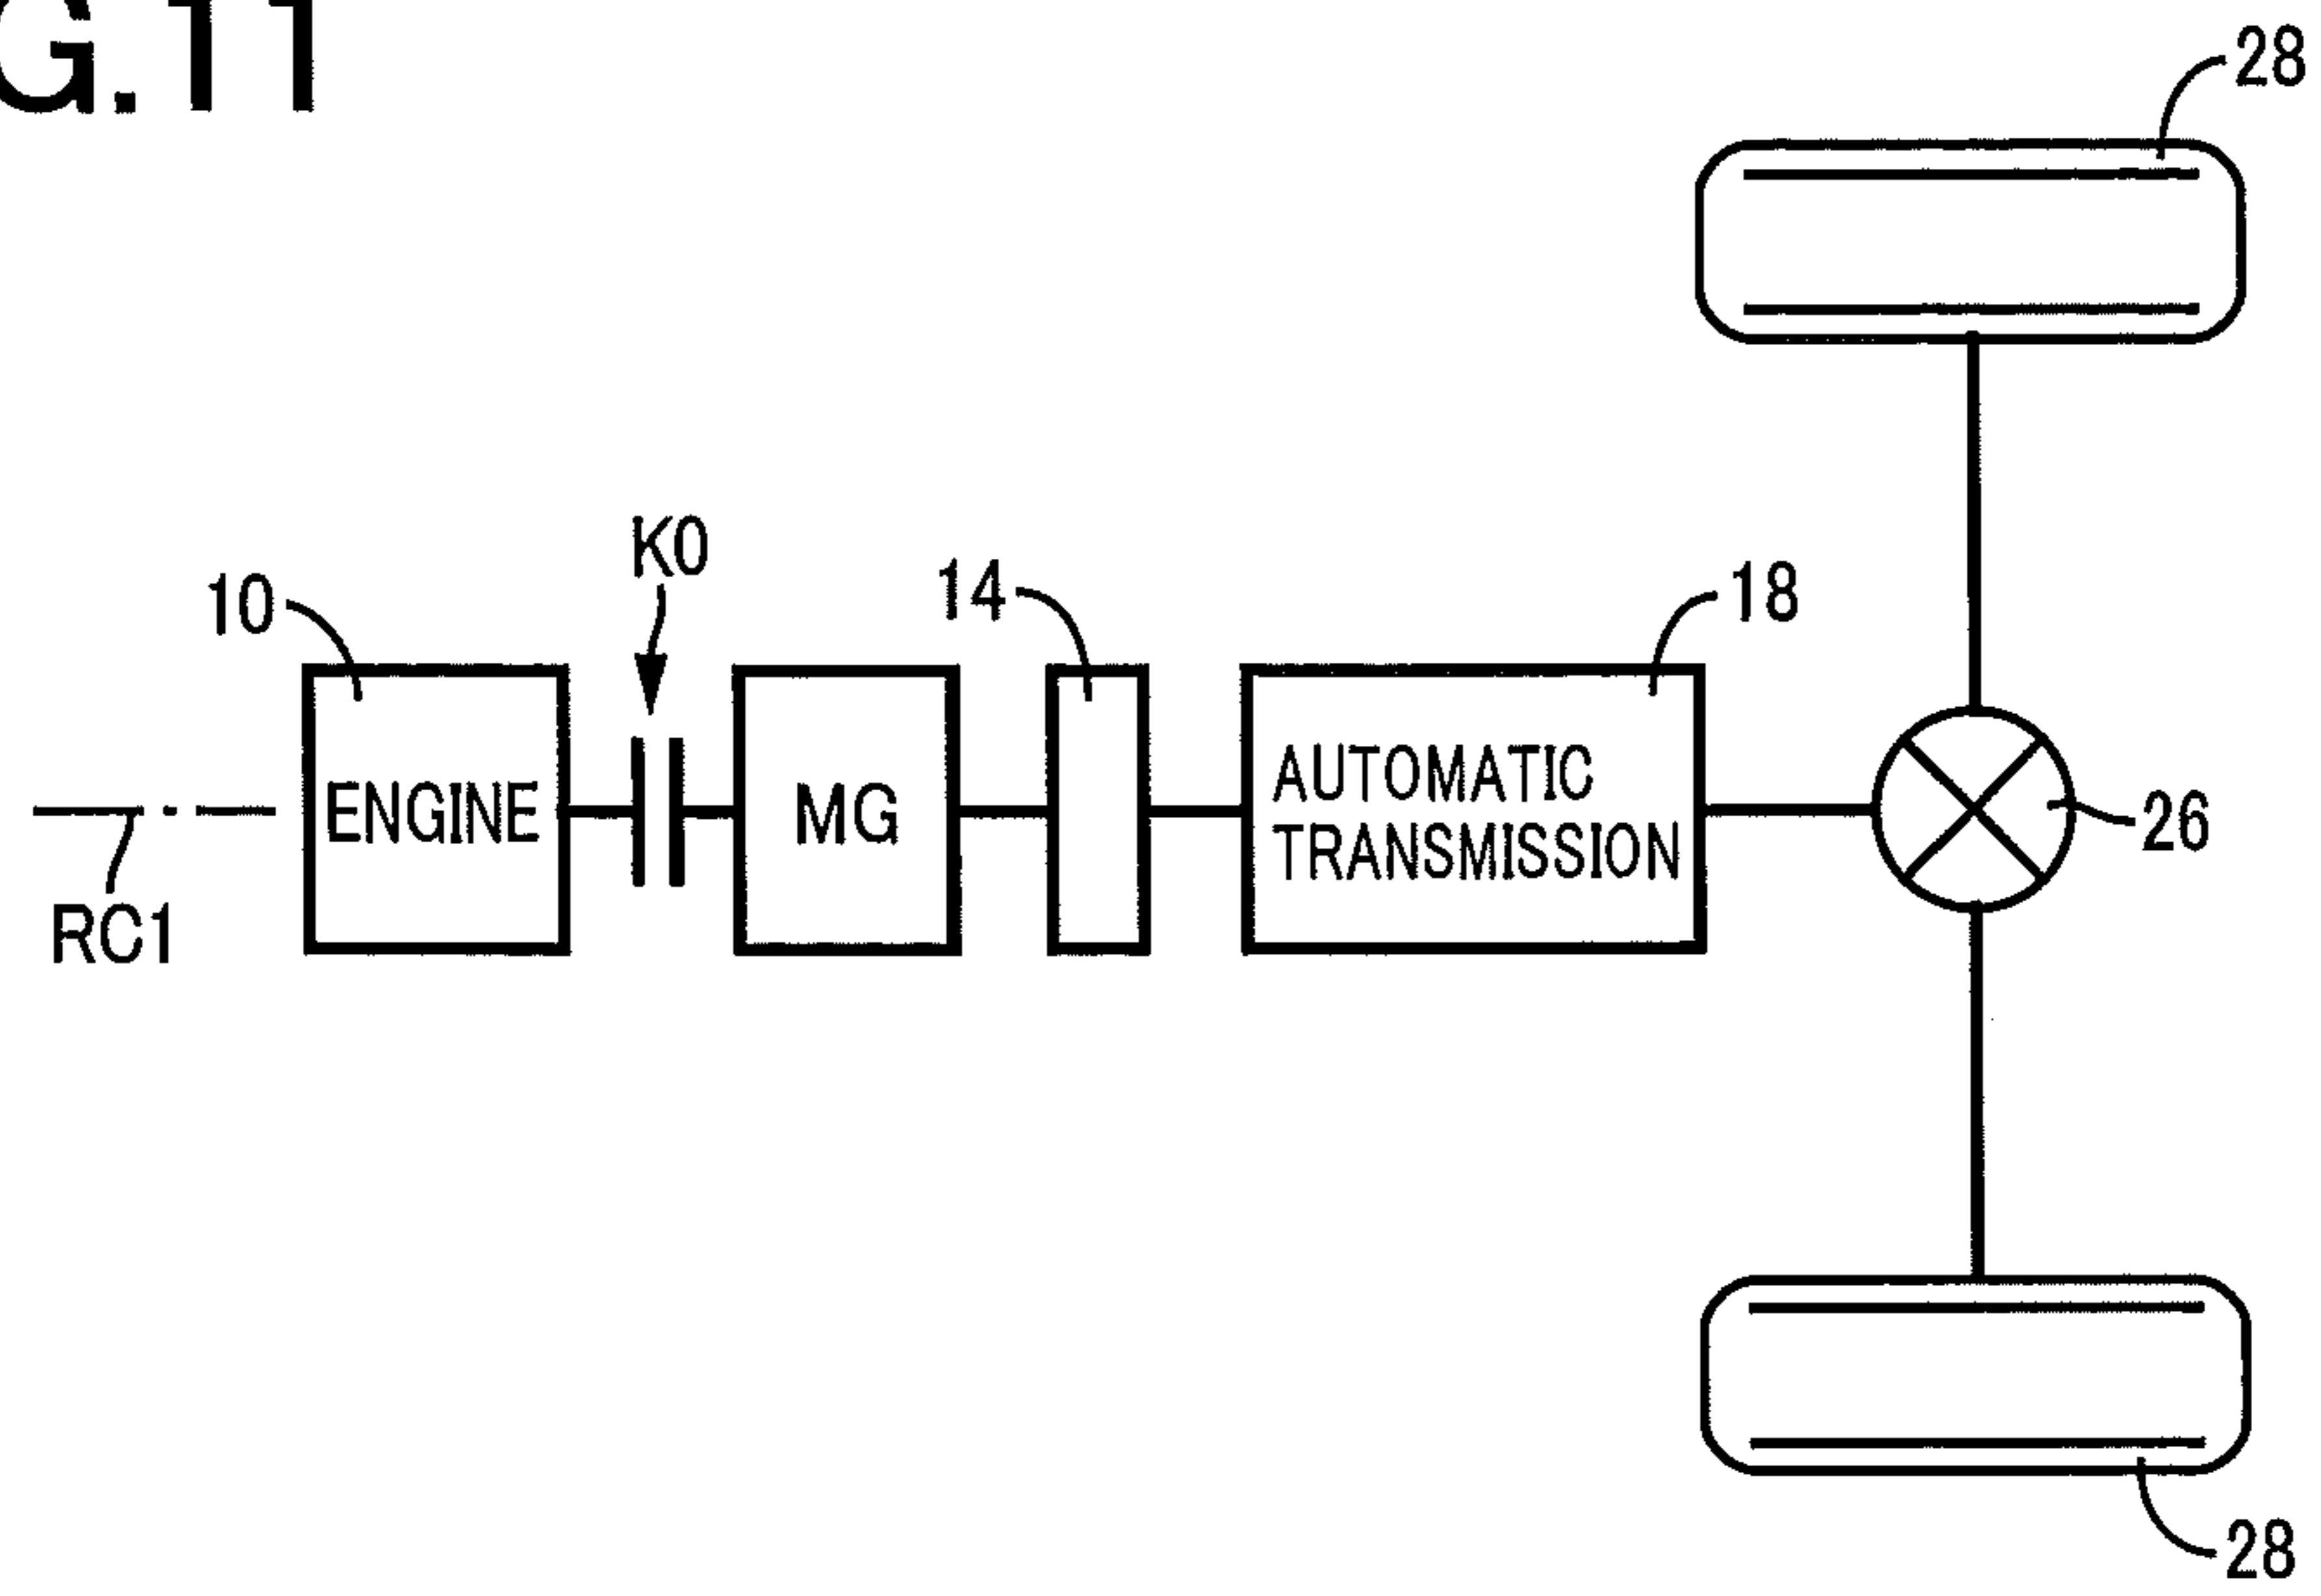 G.11
28
K0
10
14
18
ENGINE
MG
AUTOMATIC
TRANSMISSION
26
RC1
28